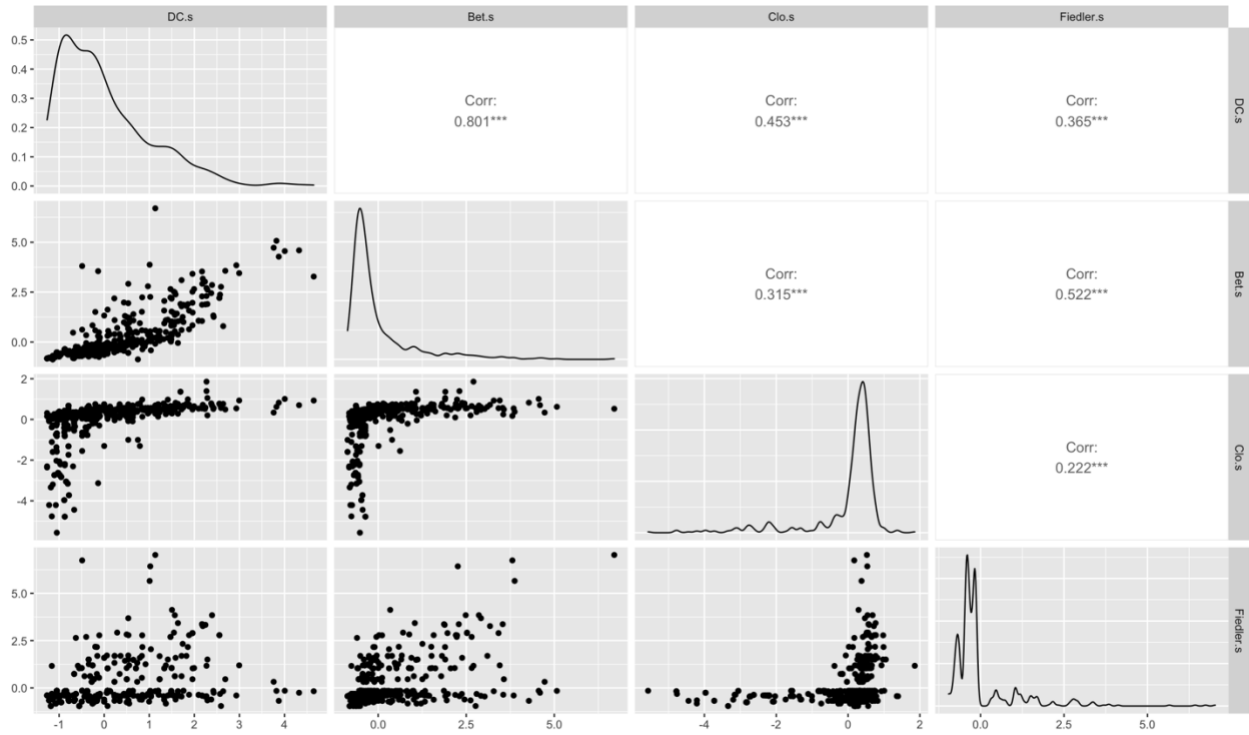 DC.s Bet.s Clo.s Fiedler.s
0.5
0.4
0.3
0.2
0.1
0.0
Corr:
0.801***
Corr:
0.453***
Corr:
0.365***
DC.s
5.0
2.5
0.0
Corr:
0.315***
Corr:
0.522***
Bet.s
2
0
-2
-4
Corr:
0.222***
Clo.s
5.0
2.5
0.0
Fiedler.s
-1 0 1 2 3 4
0.0 2.5 5.0
-4 -2 0
0.0 2.5 5.0